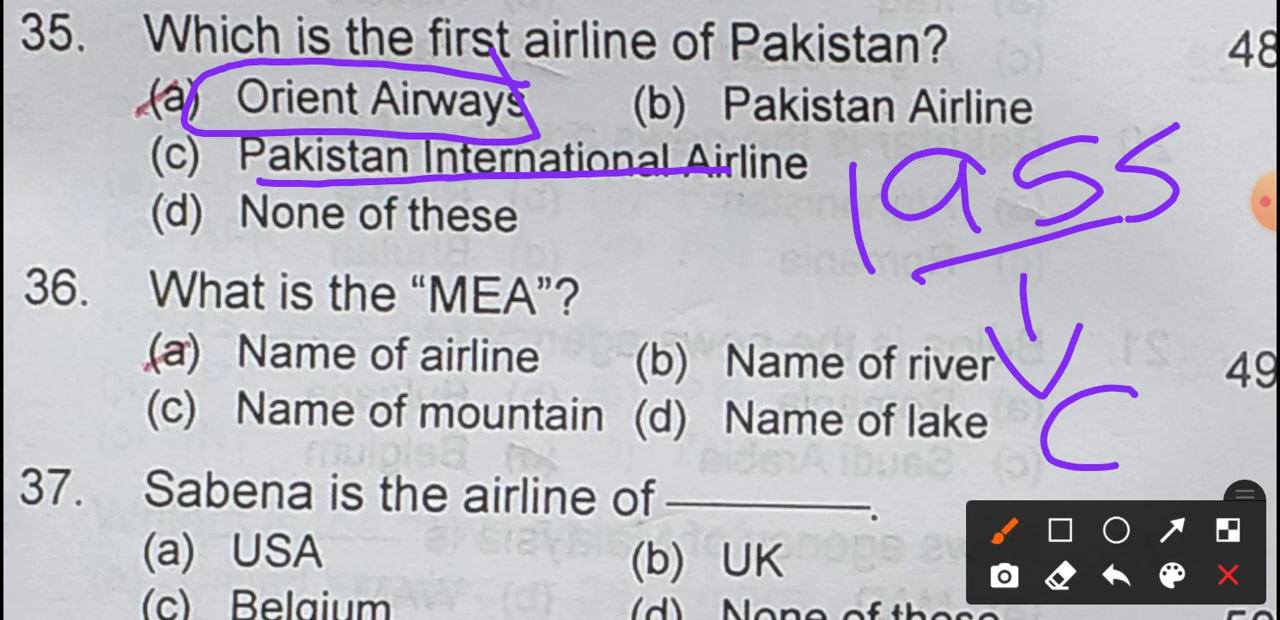 35. Which is the first airline of Pakistan? 48
(a) Orient Airways (b) Pakistan Airline
(c) Pakistan International Airline
(d) None of these
1955
C
36. What is the “MEA”?
(a) Name of airline (b) Name of river 49
(c) Name of mountain (d) Name of lake
37. Sabena is the airline of ________.
(a) USA (b) UK
(c) Belgium (d) None of these